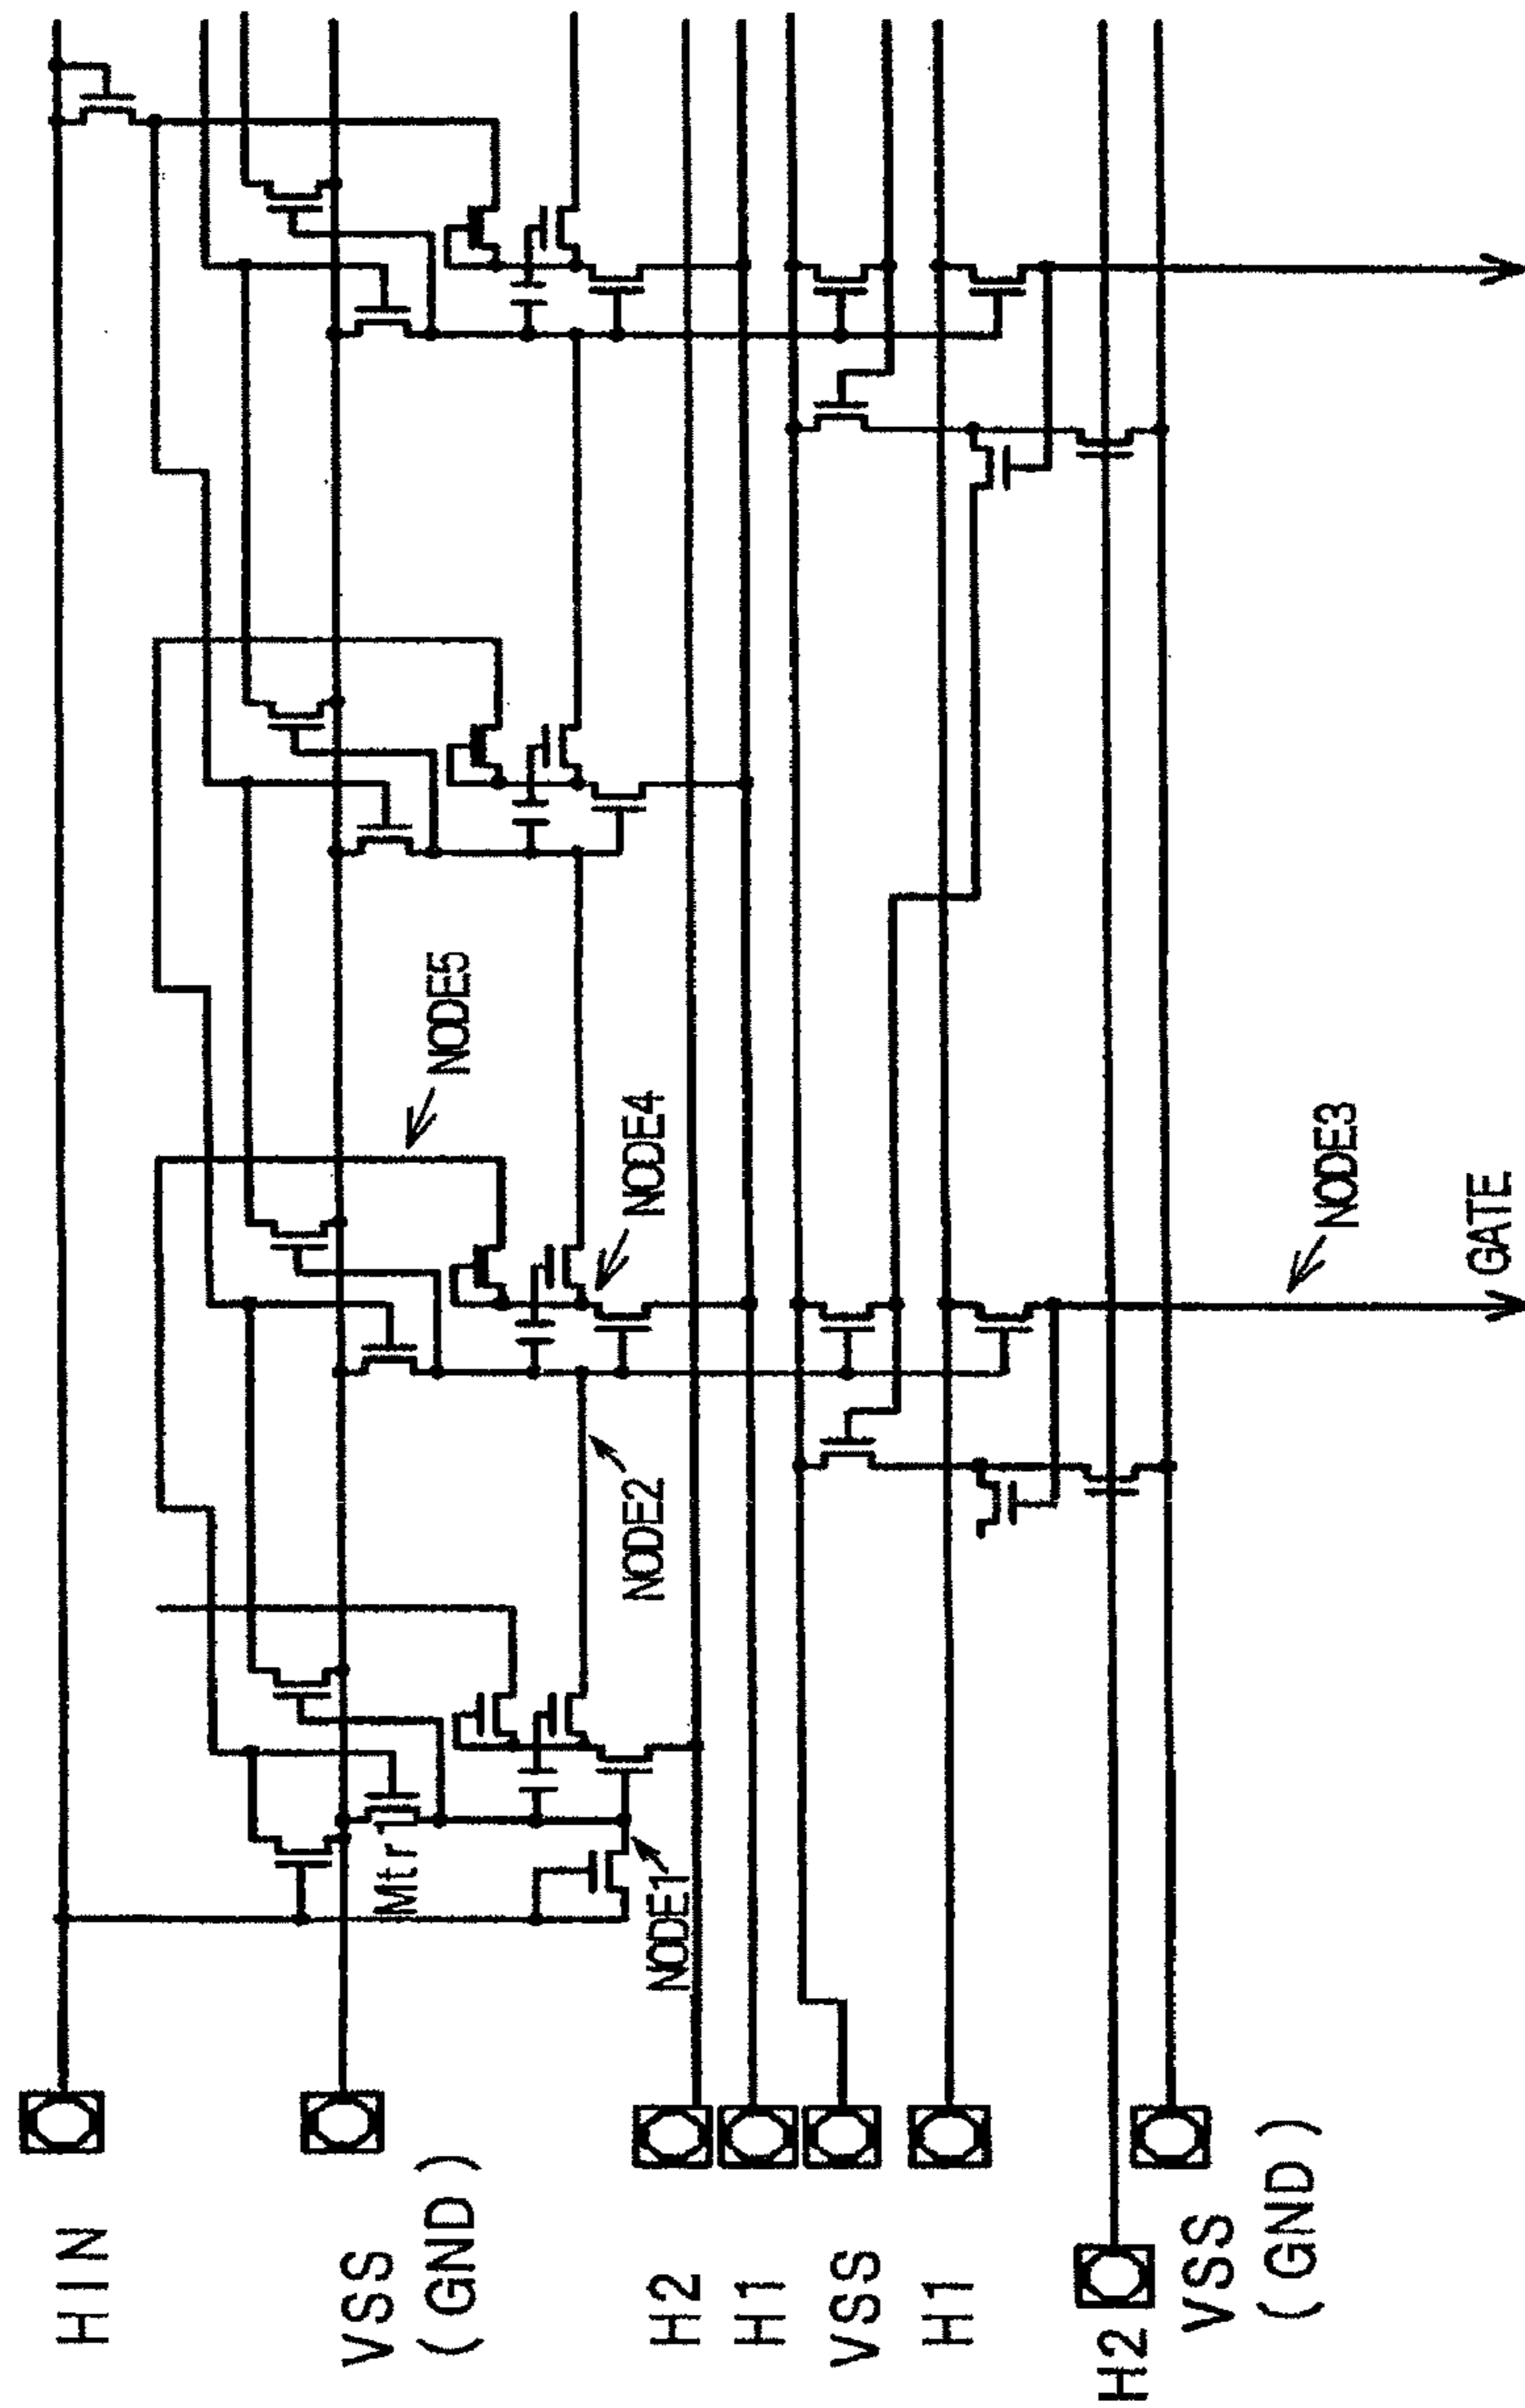 HIN
VSS
(GND)
H2
H1
VSS
H1
H2
VSS
(GND)
Mtr1
NODE1
NODE2
NODE4
NODE5
NODE3
GATE